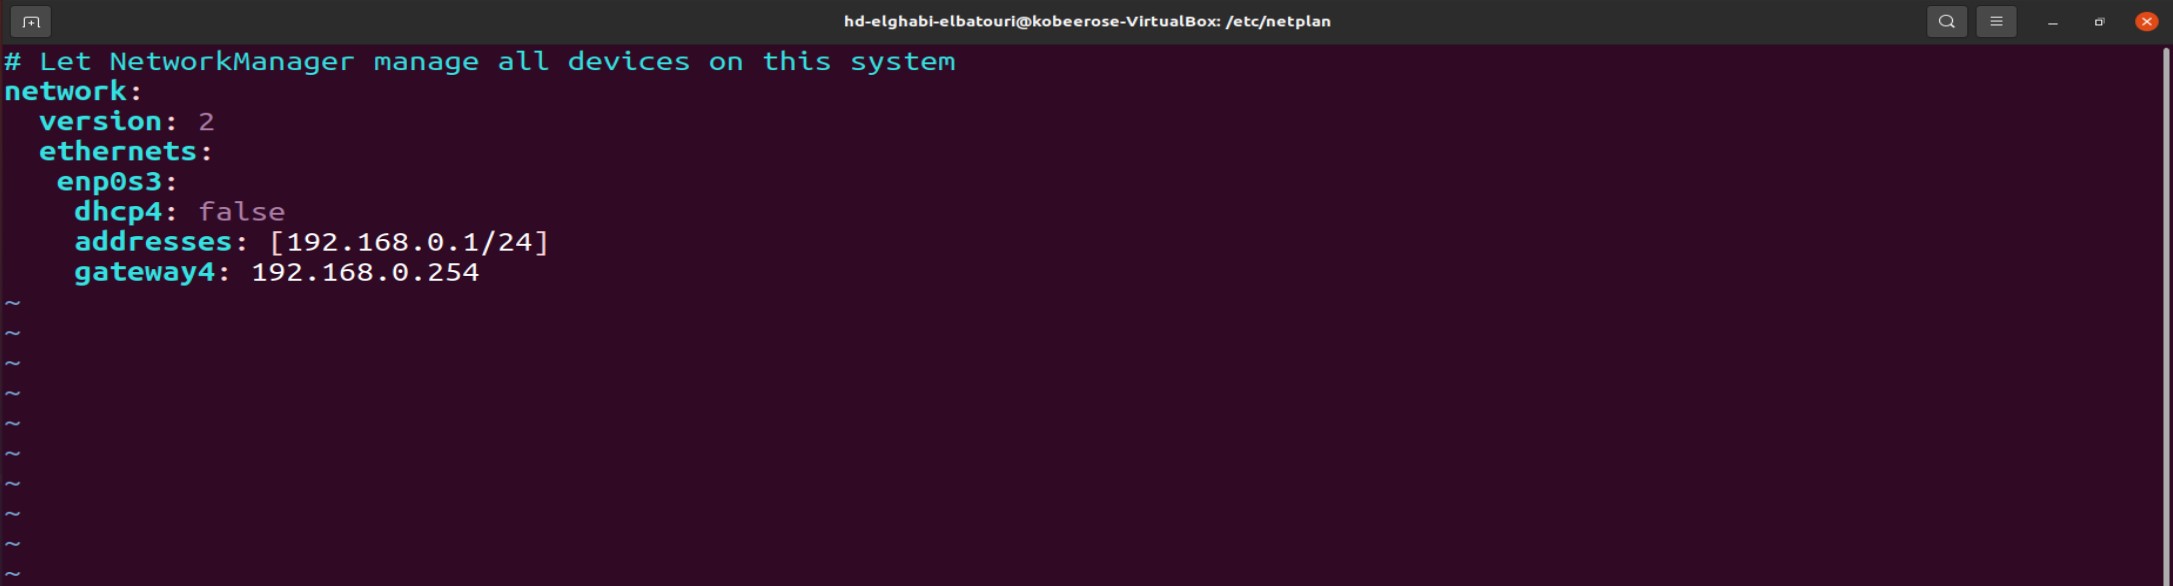 hd-elghabi-elbatouri@kobeerose-VirtualBox: /etc/netplan
# Let NetworkManager manage all devices on this system
network:
  version: 2
  ethernets:
   enp0s3:
    dhcp4: false
    addresses: [192.168.0.1/24]
    gateway4: 192.168.0.254
~
~
~
~
~
~
~
~
~
~